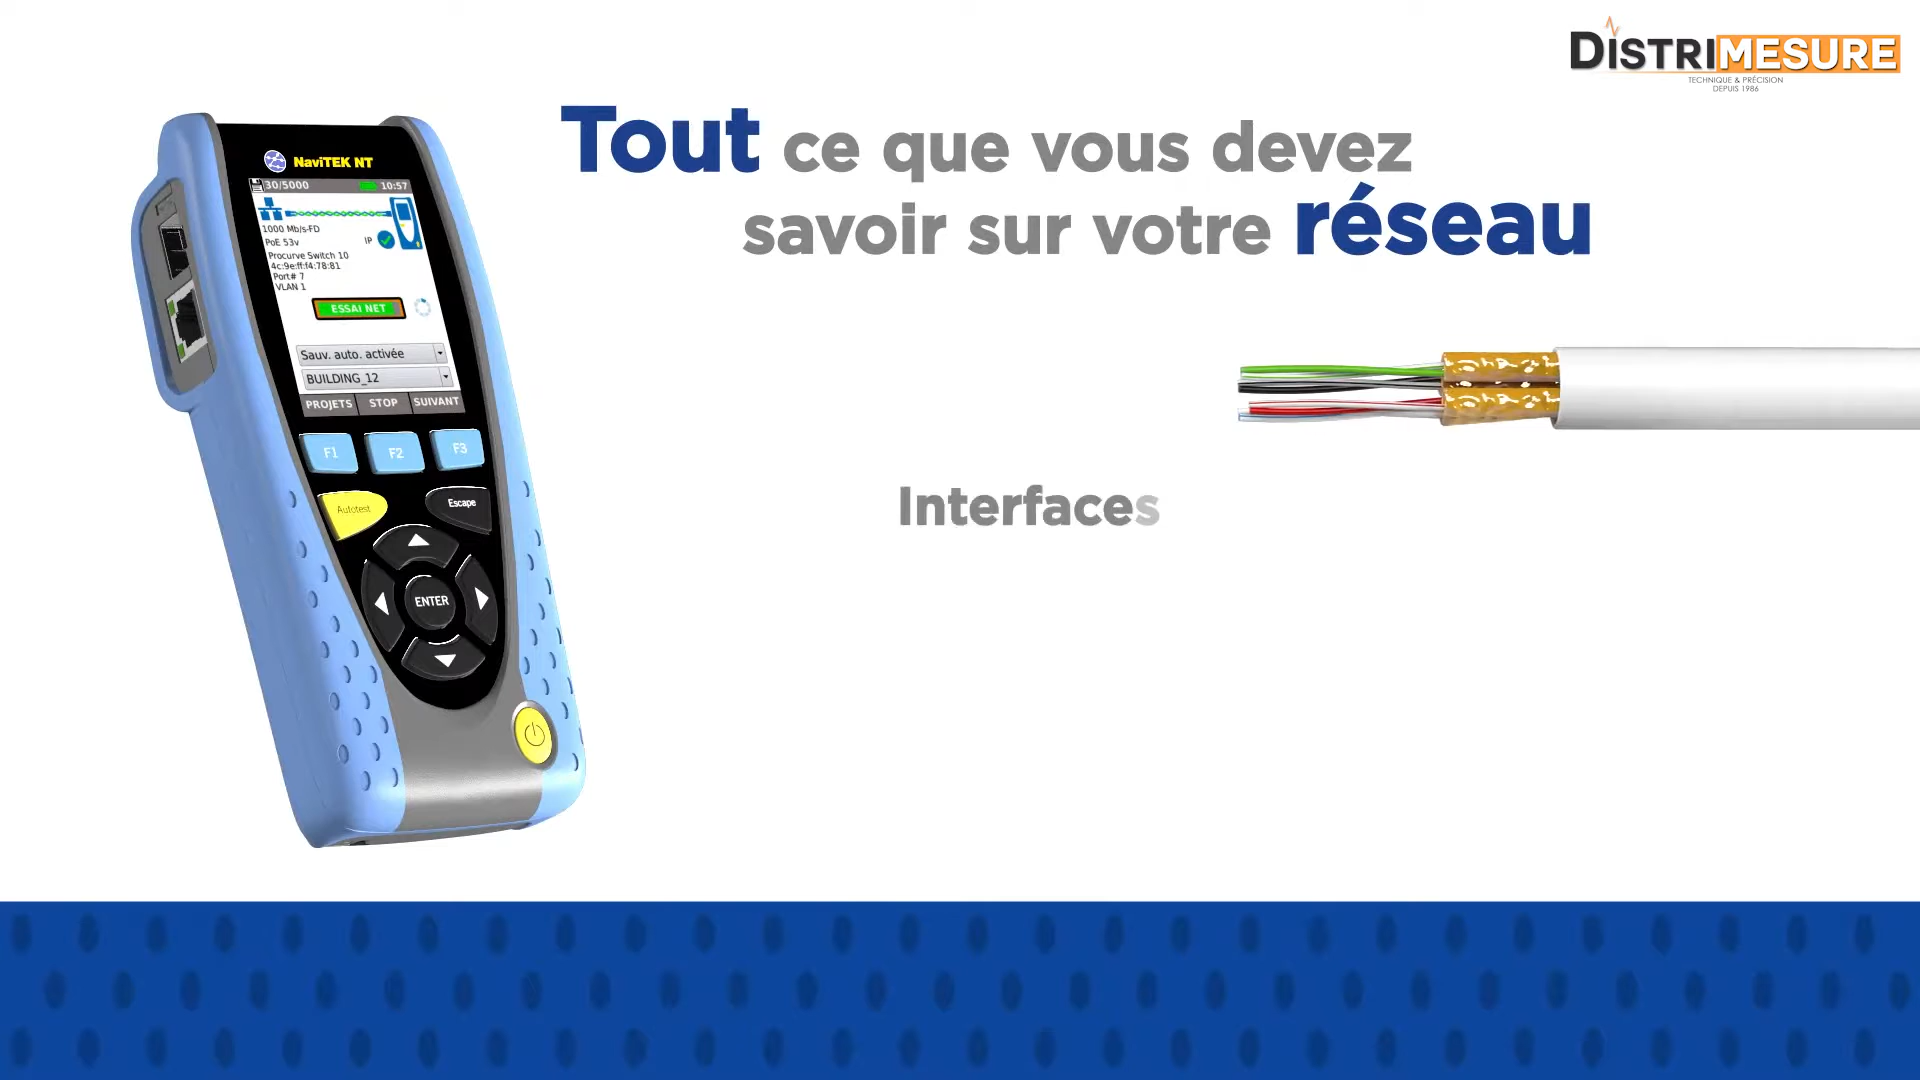 DISTRIMESURE
TECHNIQUE & PRÉCISION
DEPUIS 1986
Tout ce que vous devez
savoir sur votre réseau
Interfaces
NaviTEK NT
30/5000 10:57
1000 Mb/s-FD
PoE 53v IP
Procurve Switch 10
4c:9e:ff:f4:78:81
Port# 7
VLAN 1
ESSAI NET
Sauv. auto. activée
BUILDING_12
PROJETS STOP SUIVANT
F1 F2 F3
Autotest Escape
ENTER